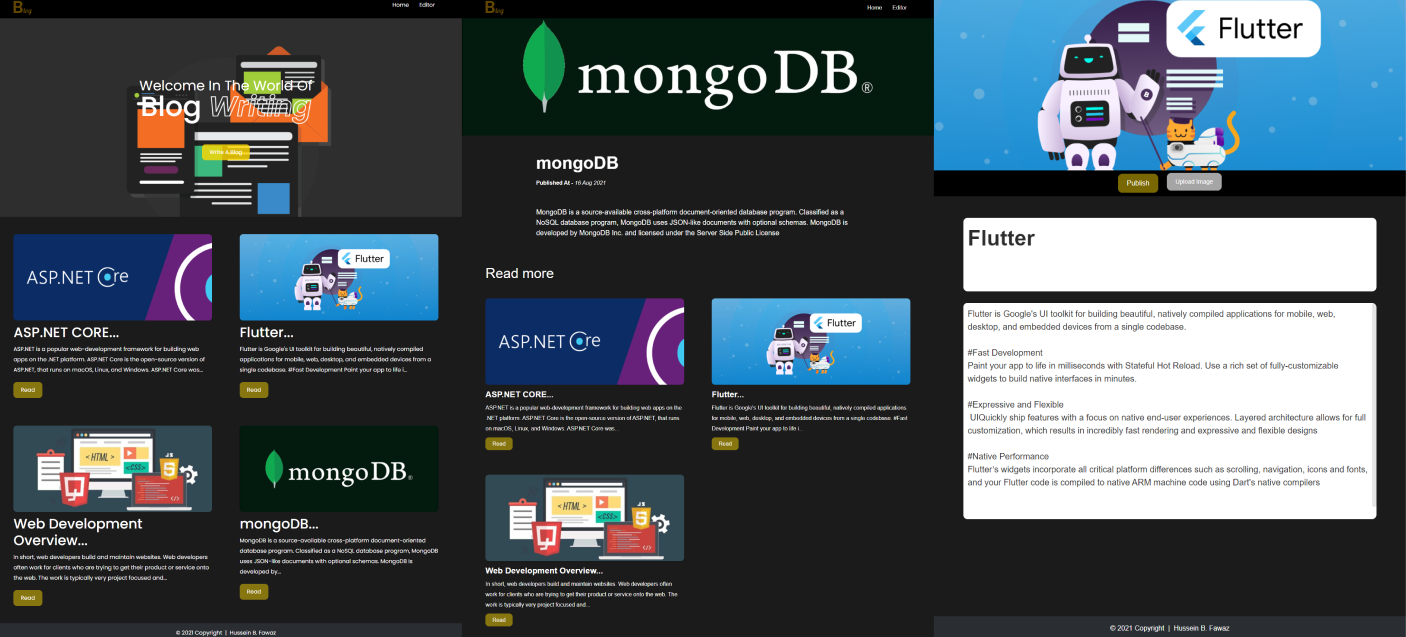 Blog
Home Editor
Welcome In The World Of
Blog Writing
Write A Blog
ASP.NET Core
ASP.NET CORE...
ASP.NET is a popular web-development framework for building web
apps on the .NET platform. ASP.NET Core is the open-source version of
ASP.NET, that runs on macOS, Linux, and Windows. ASP.NET Core was...
Read
Flutter
Flutter...
Flutter is Google's UI toolkit for building beautiful, natively compiled
applications for mobile, web, desktop, and embedded devices from a
single codebase. #Fast Development Paint your app to life i...
Read
< HTML >
JS
<CSS>
</>
Web Development
Overview...
In short, web developers build and maintain websites. Web developers
often work for clients who are trying to get their product or service onto
the web. The work is typically very project focused and...
Read
mongoDB®
mongoDB...
MongoDB is a source-available cross-platform document-oriented
database program. Classified as a NoSQL database program, MongoDB
uses JSON-like documents with optional schemas. MongoDB is
developed by...
Read
© 2021 Copyright | Hussein B. Fawaz
Blog
Home Editor
mongoDB®
mongoDB
Published At - 16 Aug 2021
MongoDB is a source-available cross-platform document-oriented database program. Classified as a
NoSQL database program, MongoDB uses JSON-like documents with optional schemas. MongoDB is
developed by MongoDB Inc. and licensed under the Server Side Public License
Read more
ASP.NET Core
ASP.NET CORE...
ASP.NET is a popular web-development framework for building web apps on the
.NET platform. ASP.NET Core is the open-source version of ASP.NET, that runs
on macOS, Linux, and Windows. ASP.NET Core was...
Read
Flutter
Flutter...
Flutter is Google's UI toolkit for building beautiful, natively compiled applications
for mobile, web, desktop, and embedded devices from a single codebase. #Fast
Development Paint your app to life i...
Read
< HTML >
JS
<CSS>
</>
Web Development Overview...
In short, web developers build and maintain websites. Web developers often
work for clients who are trying to get their product or service onto the web. The
work is typically very project focused and...
Read
Flutter
B
Publish
Upload Image
Flutter
Flutter is Google's UI toolkit for building beautiful, natively compiled applications for mobile, web,
desktop, and embedded devices from a single codebase.
#Fast Development
Paint your app to life in milliseconds with Stateful Hot Reload. Use a rich set of fully-customizable
widgets to build native interfaces in minutes.
#Expressive and Flexible
UIQuickly ship features with a focus on native end-user experiences. Layered architecture allows for full
customization, which results in incredibly fast rendering and expressive and flexible designs
#Native Performance
Flutter's widgets incorporate all critical platform differences such as scrolling, navigation, icons and fonts,
and your Flutter code is compiled to native ARM machine code using Dart's native compilers
© 2021 Copyright | Hussein B. Fawaz